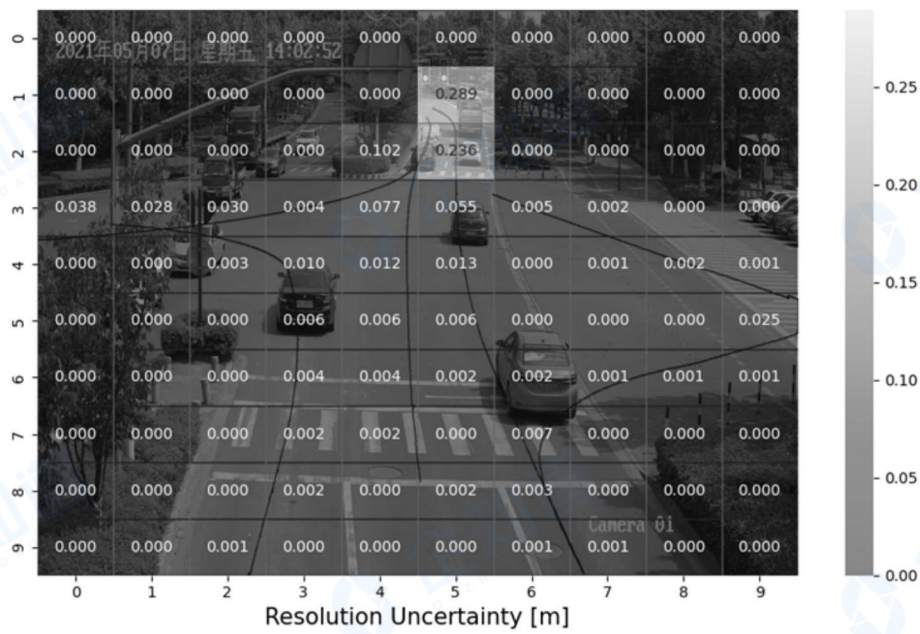 0 0.000 0.000 0.000 0.000 0.000 0.000 0.000 0.000 0.000 0.000
2021年05月07日 星期五 14:02:52
1 0.000 0.000 0.000 0.000 0.000 0.289 0.000 0.000 0.000 0.000
2 0.000 0.000 0.000 0.000 0.102 0.236 0.000 0.000 0.000 0.000
3 0.038 0.028 0.030 0.004 0.077 0.055 0.005 0.002 0.000 0.000
4 0.000 0.000 0.003 0.010 0.012 0.013 0.000 0.001 0.002 0.001
5 0.000 0.000 0.000 0.006 0.006 0.006 0.000 0.000 0.000 0.025
6 0.000 0.000 0.000 0.004 0.004 0.002 0.002 0.001 0.001 0.001
7 0.000 0.000 0.000 0.002 0.002 0.000 0.007 0.000 0.000 0.000
8 0.000 0.000 0.000 0.002 0.000 0.002 0.003 0.000 0.000 0.000
Camera 01
9 0.000 0.000 0.001 0.000 0.000 0.000 0.001 0.001 0.000 0.000
0 1 2 3 4 5 6 7 8 9
Resolution Uncertainty [m]
0.25
0.20
0.15
0.10
0.05
0.00